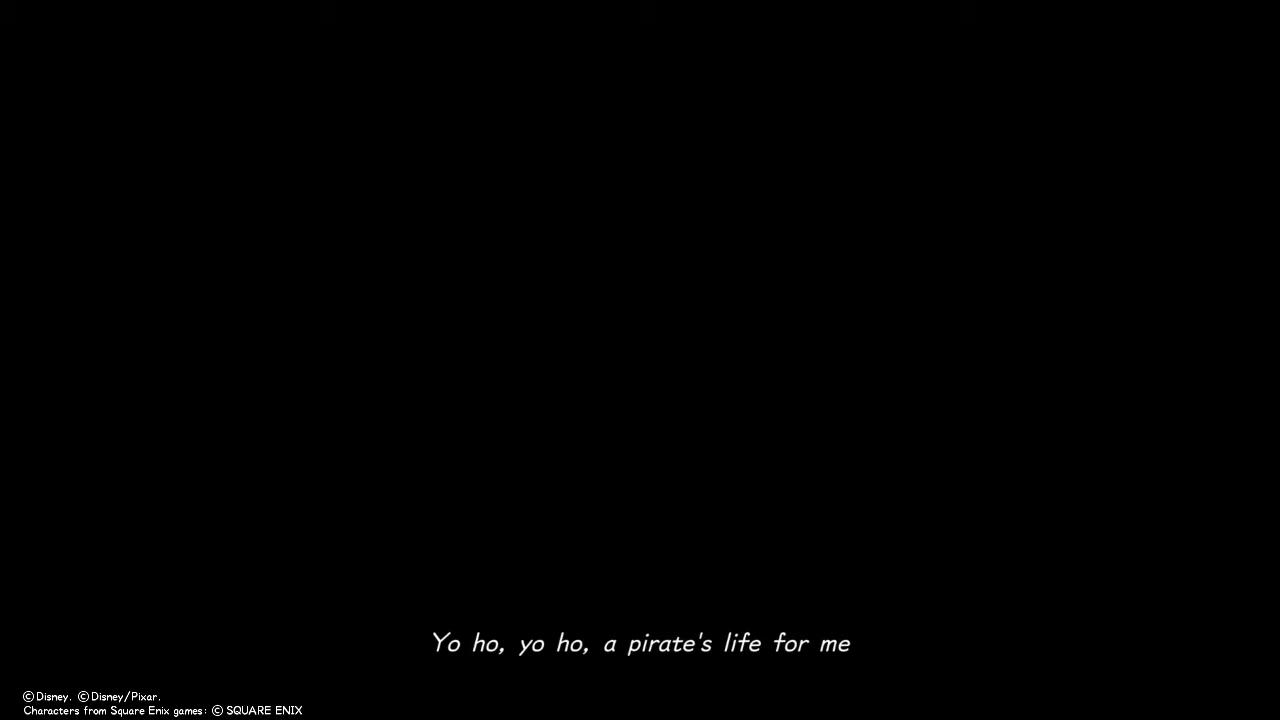 Yo ho, yo ho, a pirate's life for me
©Disney. ©Disney/Pixar.
Characters from Square Enix games: © SQUARE ENIX